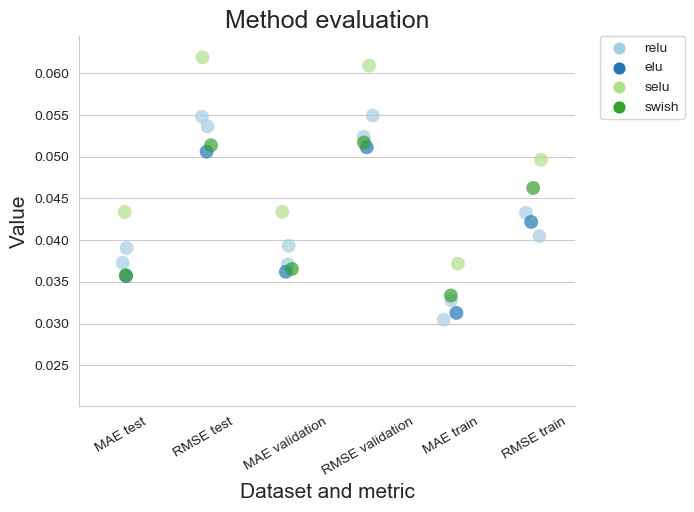 Method evaluation
relu
elu
selu
swish
Value
0.060
0.055
0.050
0.045
0.040
0.035
0.030
0.025
MAE test
RMSE test
MAE validation
RMSE validation
MAE train
RMSE train
Dataset and metric